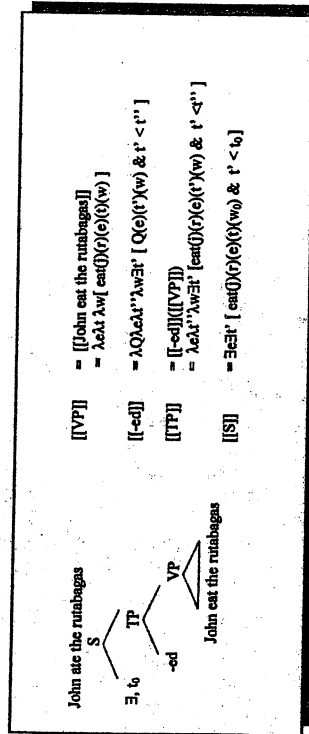 John ate the rutabagas
S
∃, t₀ TP
-ed VP
John eat the rutabagas
[[VP]] = [[John eat the rutabagas]]
= λeλt λw[ eat(j)(r)(e)(t)(w) ]
[[-ed]] = λQλeλt''λw∃t' [ Q(e)(t')(w) & t' < t'' ]
[[TP]] = [[-ed]]([[VP]])
= λeλt''λw∃t' [eat(j)(r)(e)(t')(w) & t' <t'' ]
[[S]] = ∃e∃t' [ eat(j)(r)(e)(t)(w₀) & t' < t₀]